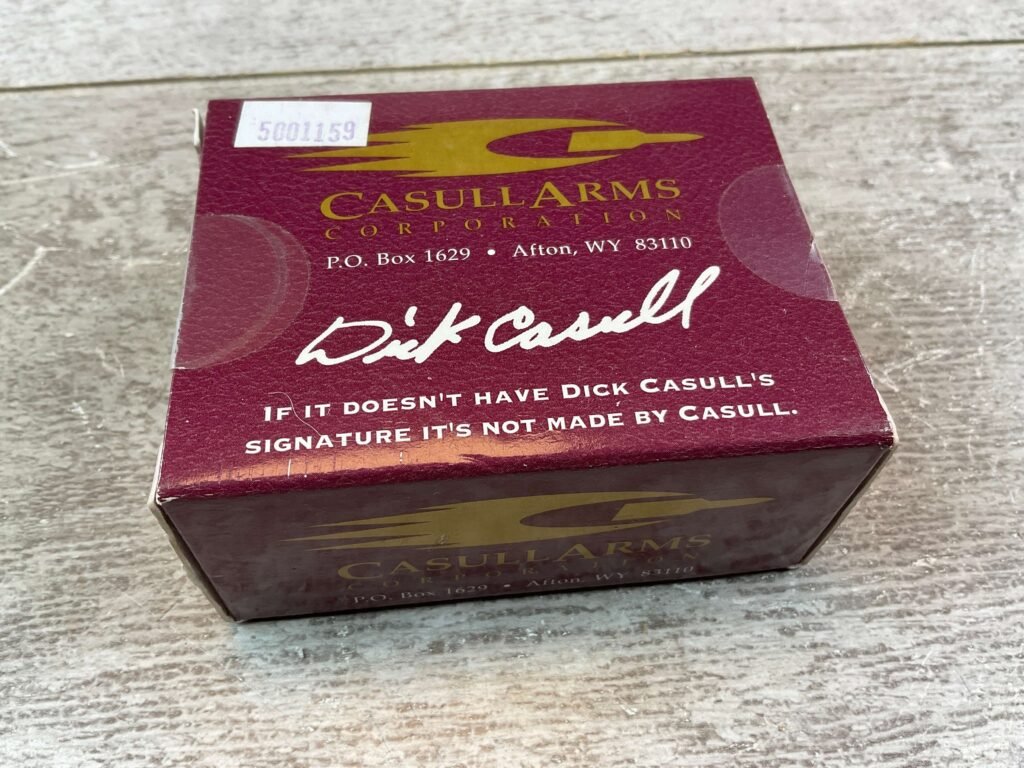 5001159
CASULL ARMS
CORPORATION
P.O. Box 1629 • Afton, WY 83110
Dick Casull
IF IT DOESN'T HAVE DICK CASULL'S
SIGNATURE IT'S NOT MADE BY CASULL.
CASULL ARMS
CORPORATION
P.O. Box 1629 • Afton, WY 83110